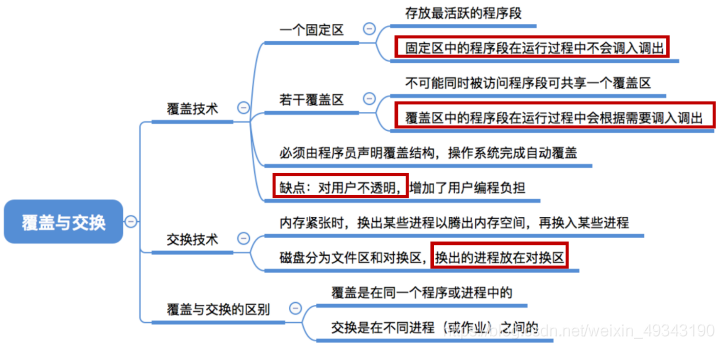 一个固定区
存放最活跃的程序段
固定区中的程序段在运行过程中不会调入调出
覆盖技术
若干覆盖区
不可能同时被访问程序段可共享一个覆盖区
覆盖区中的程序段在运行过程中会根据需要调入调出
必须由程序员声明覆盖结构，操作系统完成自动覆盖
缺点：对用户不透明，增加了用户编程负担
覆盖与交换
交换技术
内存紧张时，换出某些进程以腾出内存空间，再换入某些进程
磁盘分为文件区和对换区，换出的进程放在对换区
覆盖与交换的区别
覆盖是在同一个程序或进程中的
交换是在不同进程（或作业）之间的
weixin_49343190